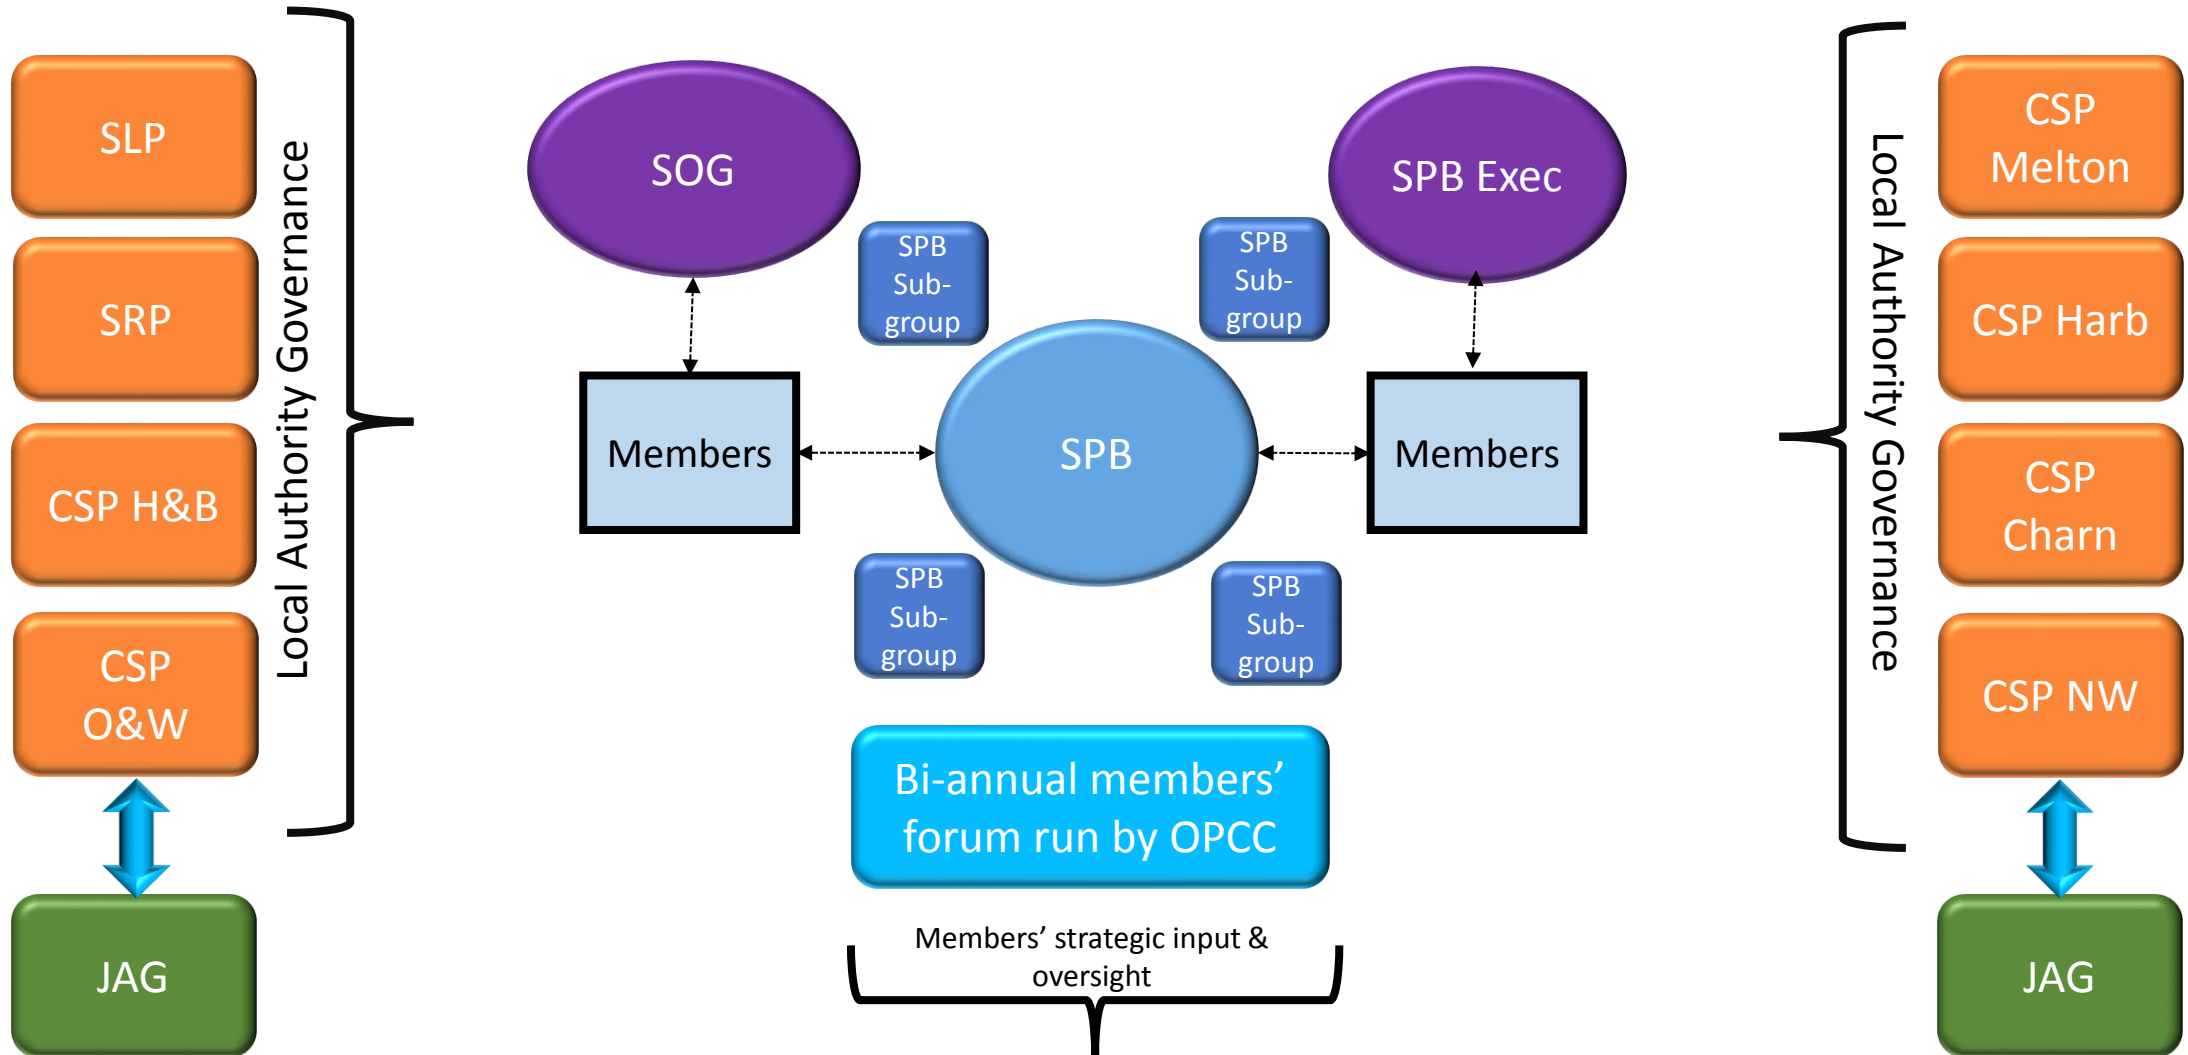 SLP
SRP
CSP H&B
CSP
O&W
JAG
Local Authority Governance
SOG
SPB Exec
SPB
Sub-
group
SPB
Sub-
group
Members
SPB
Members
SPB
Sub-
group
SPB
Sub-
group
Bi-annual members’
forum run by OPCC
Members’ strategic input &
oversight
Local Authority Governance
CSP
Melton
CSP Harb
CSP
Charn
CSP NW
JAG